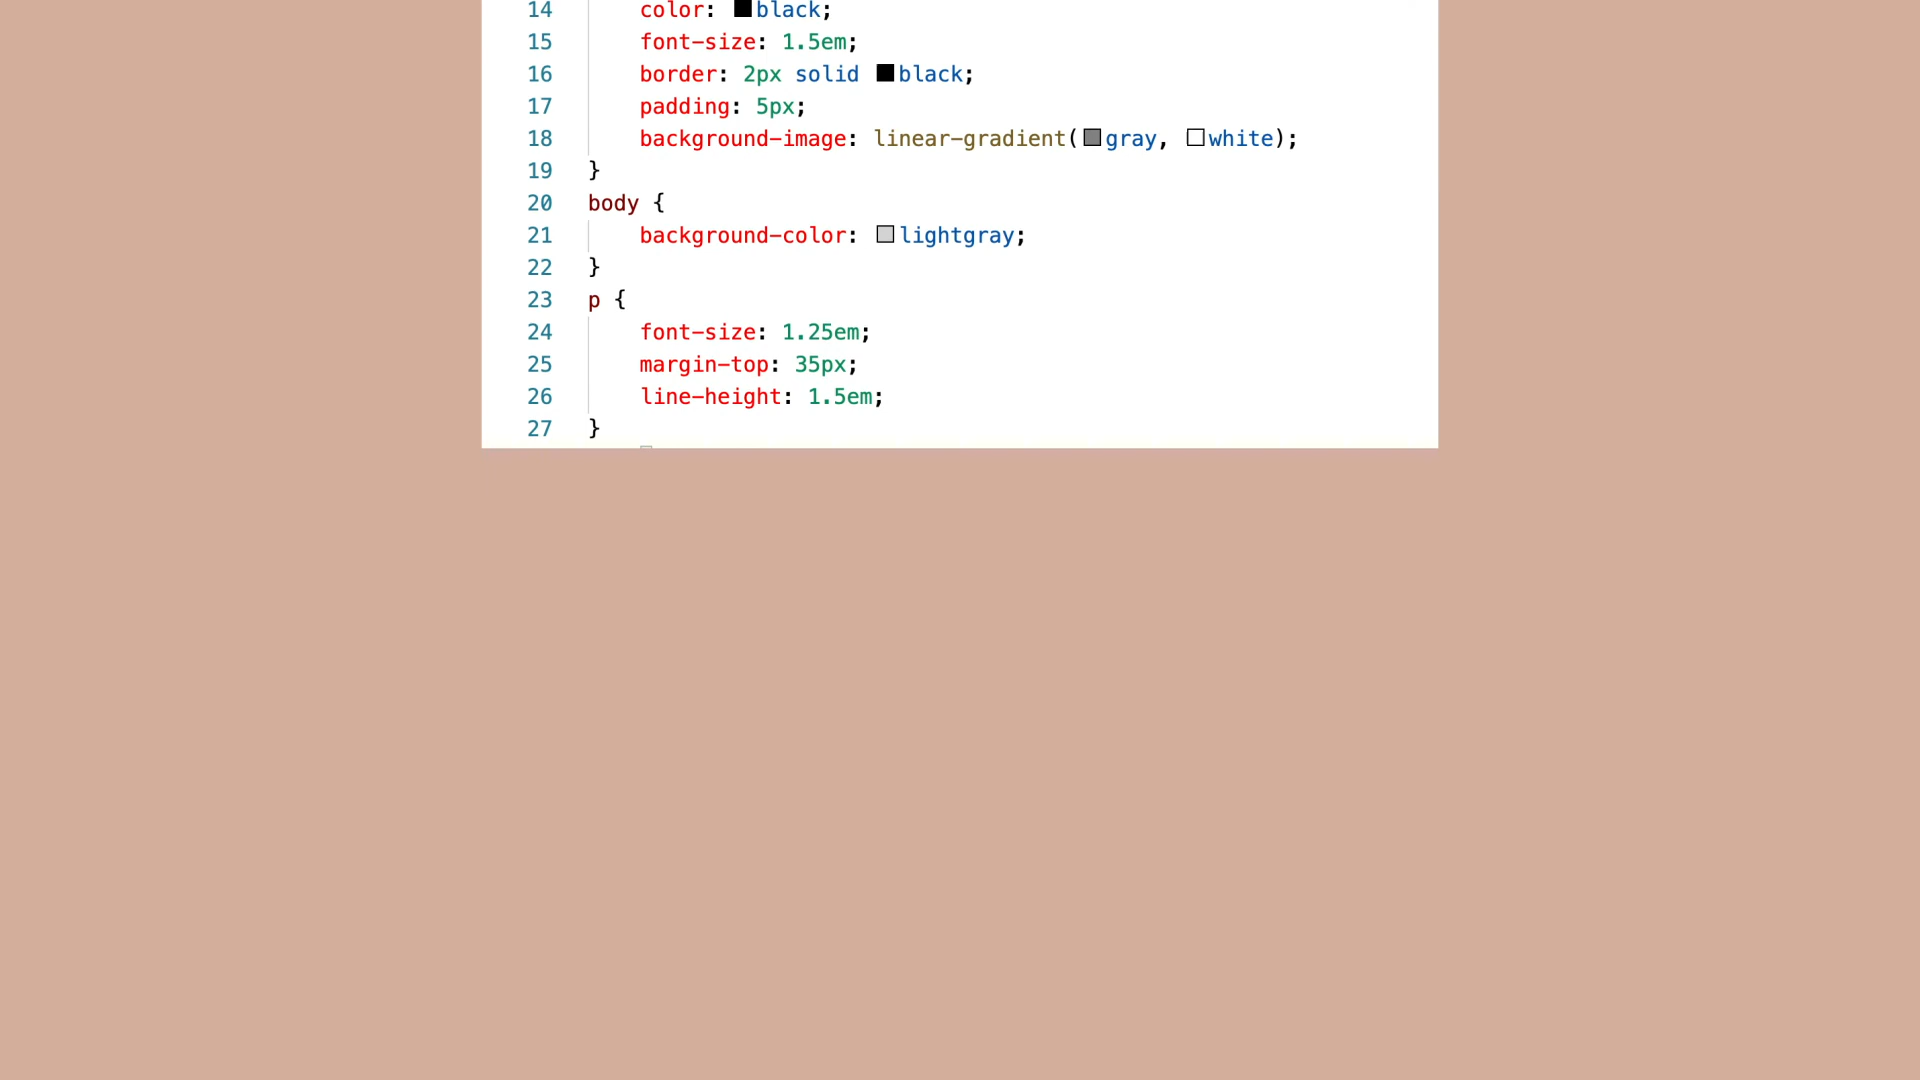 14 color: black;
15 font-size: 1.5em;
16 border: 2px solid black;
17 padding: 5px;
18 background-image: linear-gradient(gray, white);
19 }
20 body {
21 background-color: lightgray;
22 }
23 p {
24 font-size: 1.25em;
25 margin-top: 35px;
26 line-height: 1.5em;
27 }